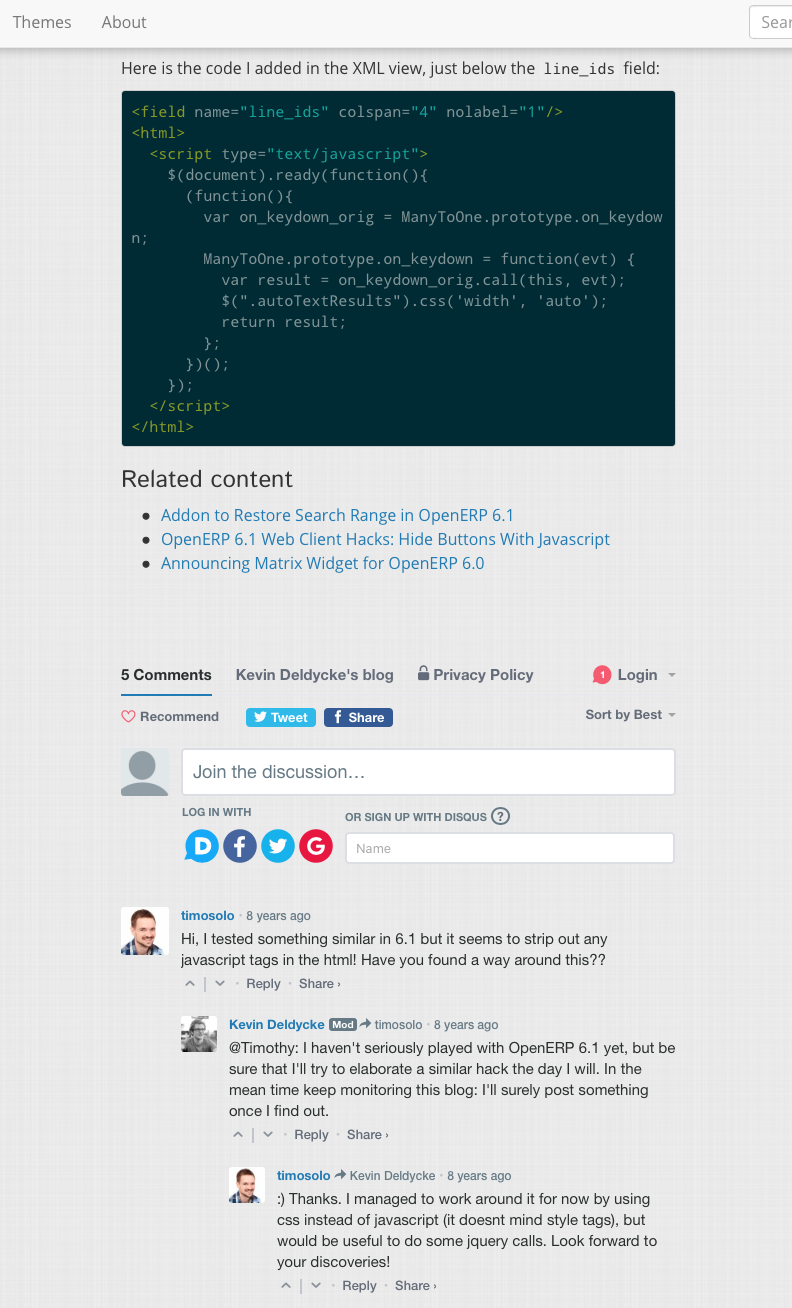 Themes About Sear
Here is the code I added in the XML view, just below the line_ids field:
<field name="line_ids" colspan="4" nolabel="1"/>
<html>
<script type="text/javascript">
$(document).ready(function(){
(function(){
var on_keydown_orig = ManyToOne.prototype.on_keydow
n;
ManyToOne.prototype.on_keydown = function(evt) {
var result = on_keydown_orig.call(this, evt);
$(".autoTextResults").css('width', 'auto');
return result;
};
})();
});
</script>
</html>
Related content
Addon to Restore Search Range in OpenERP 6.1
OpenERP 6.1 Web Client Hacks: Hide Buttons With Javascript
Announcing Matrix Widget for OpenERP 6.0
5 Comments Kevin Deldycke's blog Privacy Policy 1 Login
Recommend Tweet Share Sort by Best
Join the discussion…
LOG IN WITH
OR SIGN UP WITH DISQUS ?
Name
timosolo · 8 years ago
Hi, I tested something similar in 6.1 but it seems to strip out any
javascript tags in the html! Have you found a way around this??
Reply · Share ›
Kevin Deldycke Mod timosolo · 8 years ago
@Timothy: I haven't seriously played with OpenERP 6.1 yet, but be
sure that I'll try to elaborate a similar hack the day I will. In the
mean time keep monitoring this blog: I'll surely post something
once I find out.
Reply · Share ›
timosolo Kevin Deldycke · 8 years ago
:) Thanks. I managed to work around it for now by using
css instead of javascript (it doesnt mind style tags), but
would be useful to do some jquery calls. Look forward to
your discoveries!
Reply · Share ›